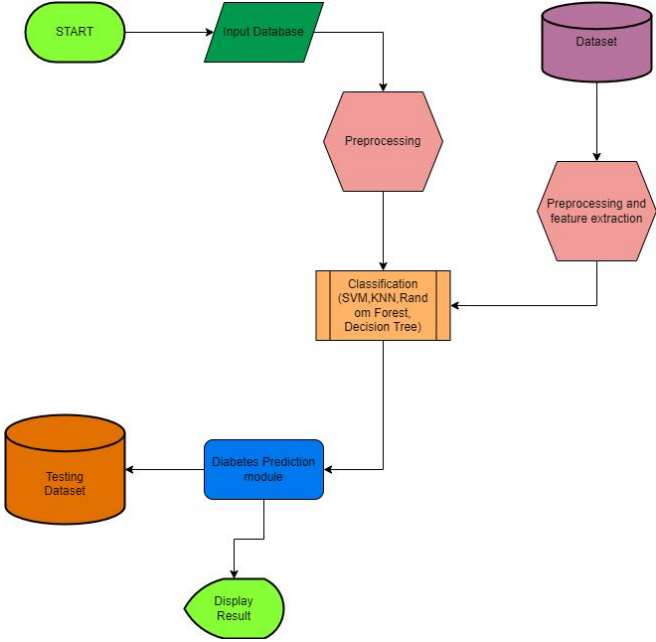 START
Input Database
Dataset
Preprocessing
Preprocessing and
feature extraction
Classification
(SVM,KNN,Rand
om Forest,
Decision Tree)
Diabetes Prediction
module
Testing
Dataset
Display
Result